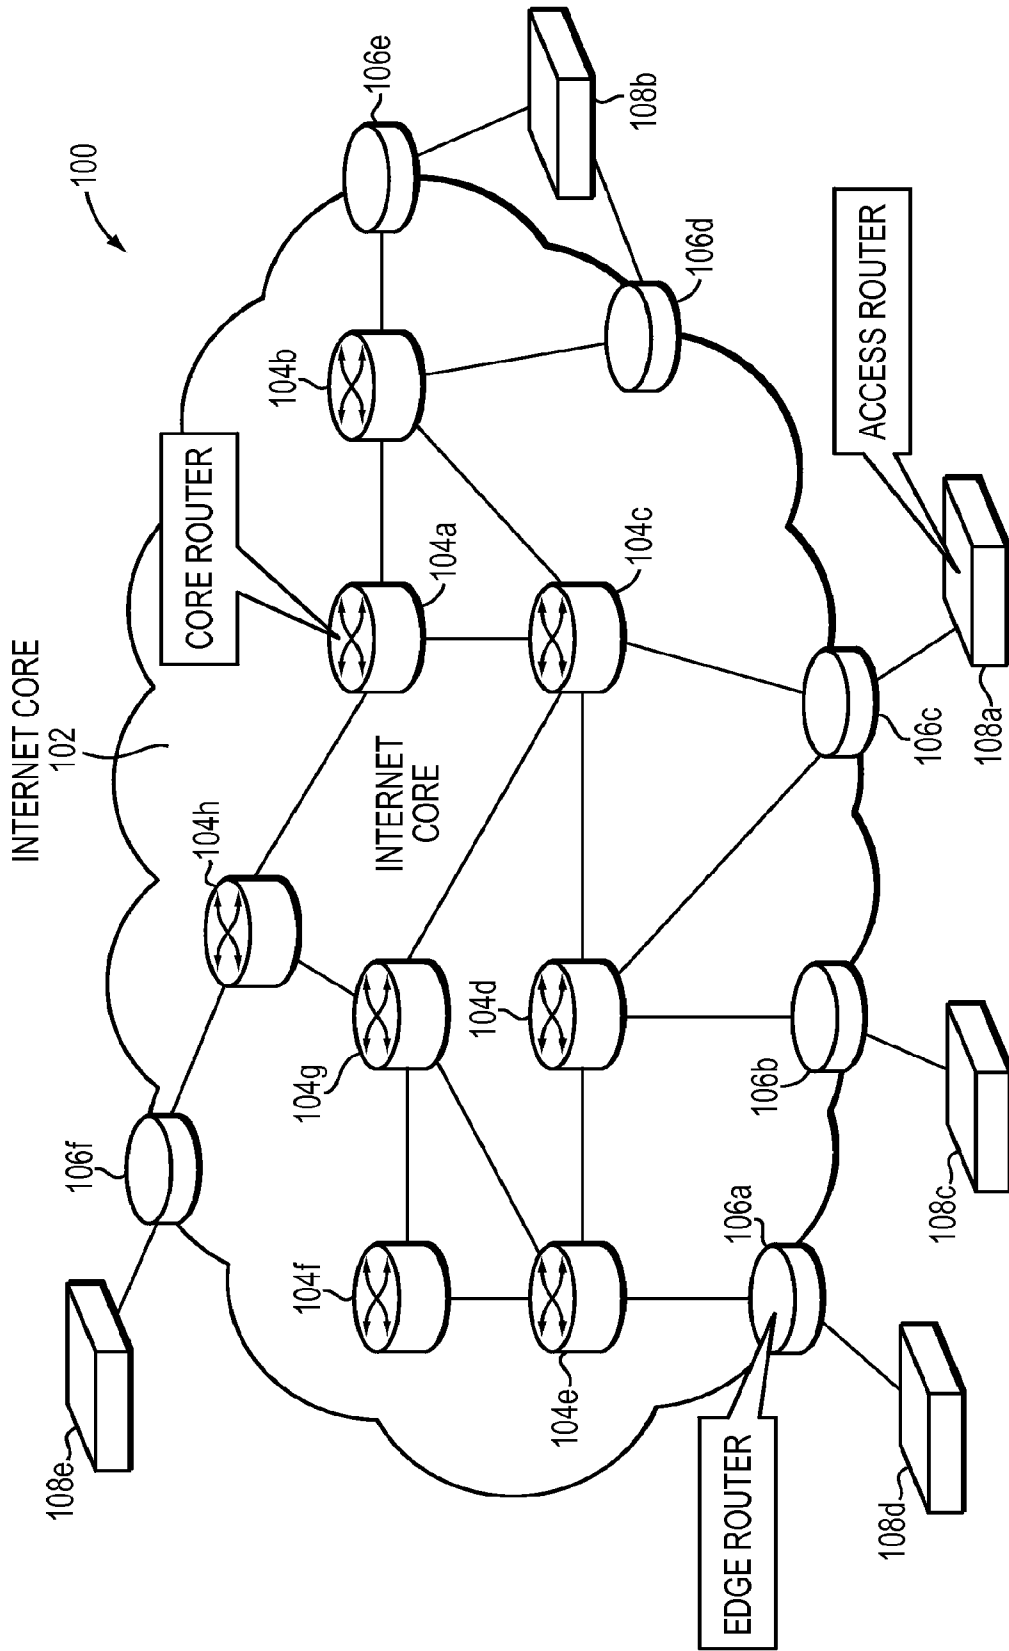 INTERNET CORE
102
100
108e
106f
104h
CORE ROUTER
104b
106e
104f
104g
INTERNET
CORE
104a
104e
104d
104c
106d
108b
EDGE ROUTER
106a
106b
106c
ACCESS ROUTER
108d
108c
108a